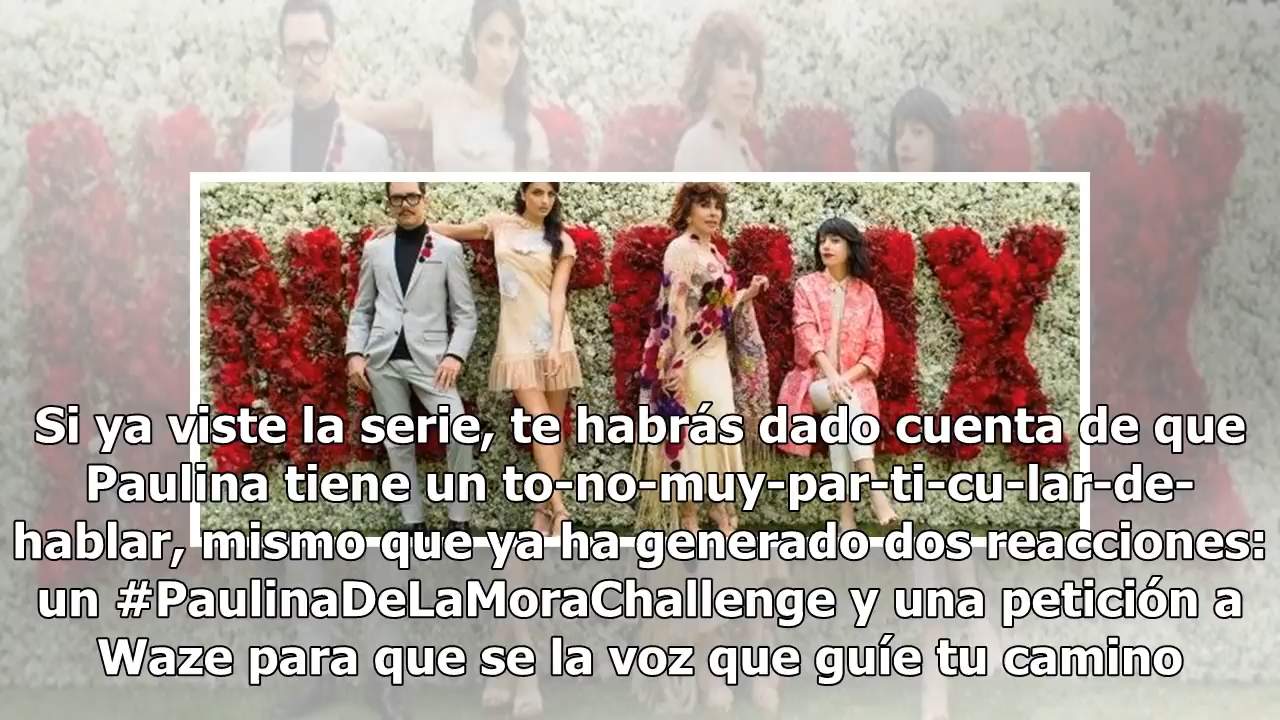 NETFLIX
Si ya viste la serie, te habrás dado cuenta de que
Paulina tiene un to-no-muy-par-ti-cu-lar-de-
hablar, mismo que ya ha generado dos reacciones:
un #PaulinaDeLaMoraChallenge y una petición a
Waze para que se la voz que guíe tu camino